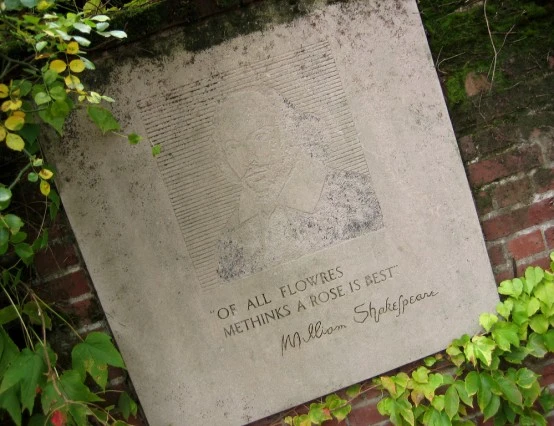 "OF ALL FLOWRES
METHINKS A ROSE IS BEST"
William Shakespeare